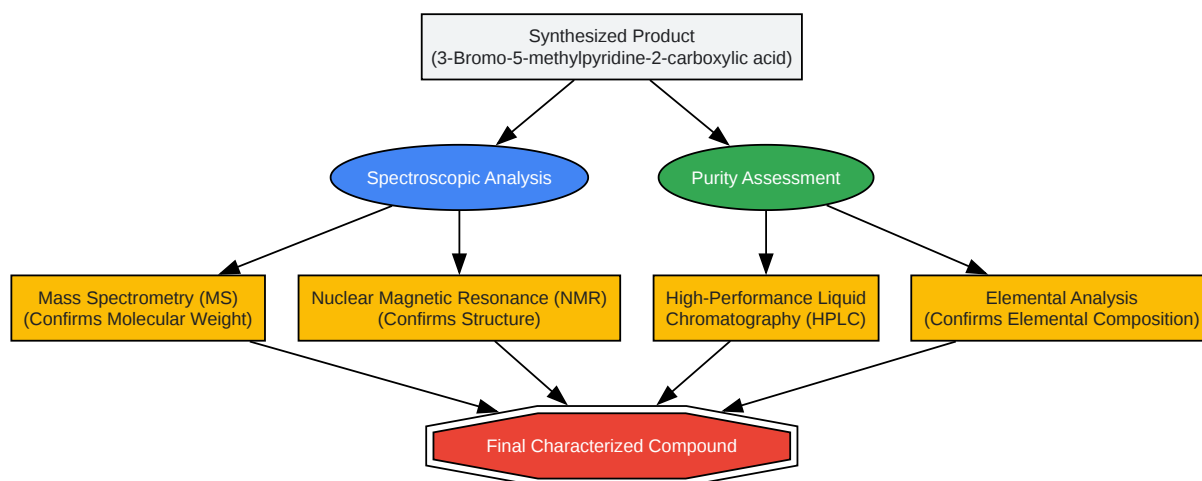 Synthesized Product
(3-Bromo-5-methylpyridine-2-carboxylic acid)
Spectroscopic Analysis
Purity Assessment
Mass Spectrometry (MS)
(Confirms Molecular Weight)
Nuclear Magnetic Resonance (NMR)
(Confirms Structure)
High-Performance Liquid
Chromatography (HPLC)
Elemental Analysis
(Confirms Elemental Composition)
Final Characterized Compound